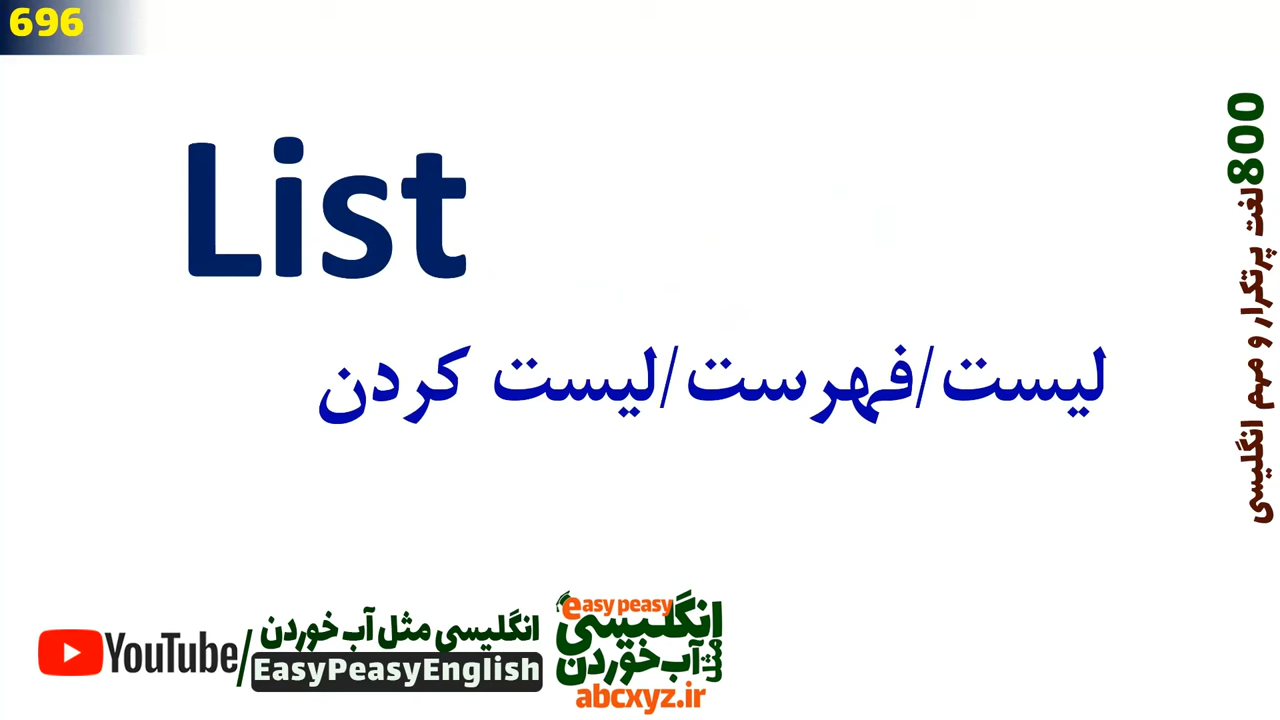 696
List
لیست/فهرست/لیست کردن
800 لغت پرتکرار و مهم انگلیسی
YouTube/انگلیسی مثل آب خوردن
EasyPeasyEnglish
easy peasy
انگلیسی
مثل آب خوردن
abcxyz.ir